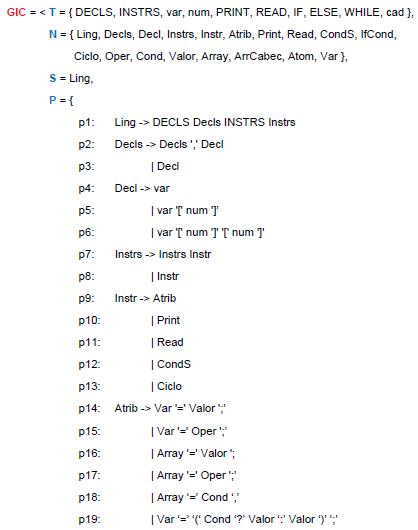 GIC = < T = { DECLS, INSTRS, var, num, PRINT, READ, IF, ELSE, WHILE, cad },
N = { Ling, Decls, Decl, Instrs, Instr, Atrib, Print, Read, CondS, IfCond,
Ciclo, Oper, Cond, Valor, Array, ArrCabec, Atom, Var },
S = Ling,
P = {
p1: Ling -> DECLS Decls INSTRS Instrs
p2: Decls -> Decls ',' Decl
p3: | Decl
p4: Decl -> var
p5: | var '[' num ']'
p6: | var '[' num ']' '[' num ']'
p7: Instrs -> Instrs Instr
p8: | Instr
p9: Instr -> Atrib
p10: | Print
p11: | Read
p12: | CondS
p13: | Ciclo
p14: Atrib -> Var '=' Valor ';'
p15: | Var '=' Oper ';'
p16: | Array '=' Valor ';
p17: | Array '=' Oper ';'
p18: | Array '=' Cond ‘;’
p19: | Var ‘=’ ‘(‘ Cond ‘?’ Valor ‘:’ Valor ‘)’ ‘;’